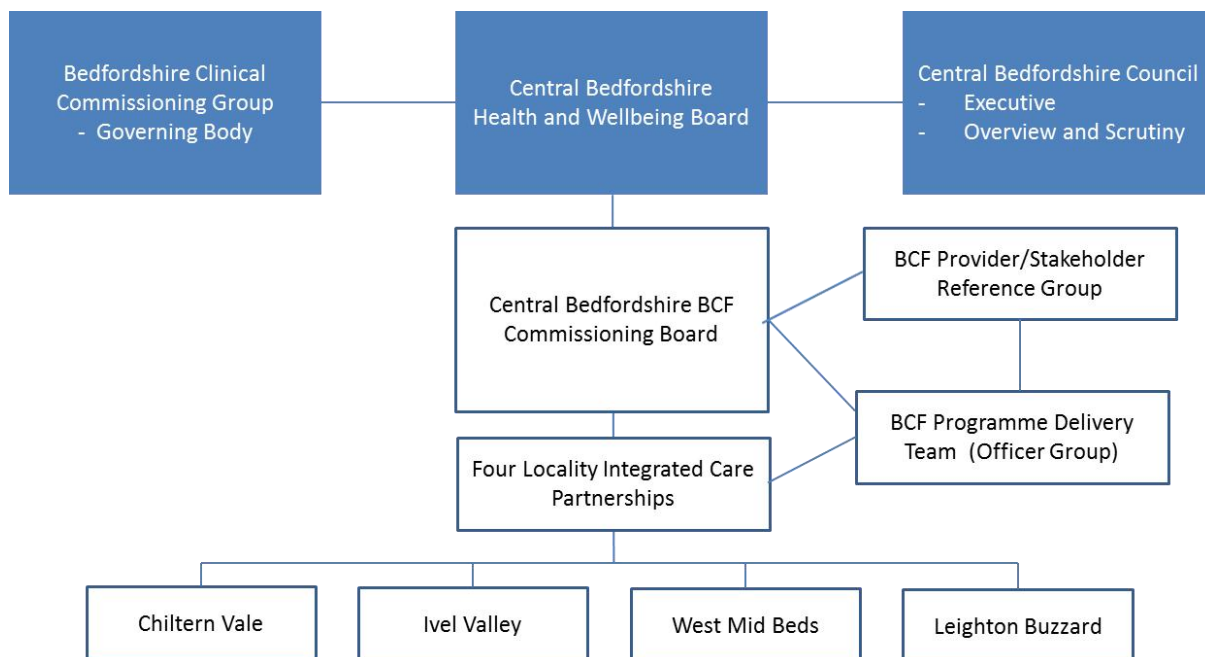 Bedfordshire Clinical
Commissioning Group
- Governing Body
Central Bedfordshire
Health and Wellbeing Board
Central Bedfordshire Council
- Executive
- Overview and Scrutiny
Central Bedfordshire BCF
Commissioning Board
BCF Provider/Stakeholder
Reference Group
BCF Programme Delivery
Team (Officer Group)
Four Locality Integrated Care
Partnerships
Chiltern Vale
Ivel Valley
West Mid Beds
Leighton Buzzard